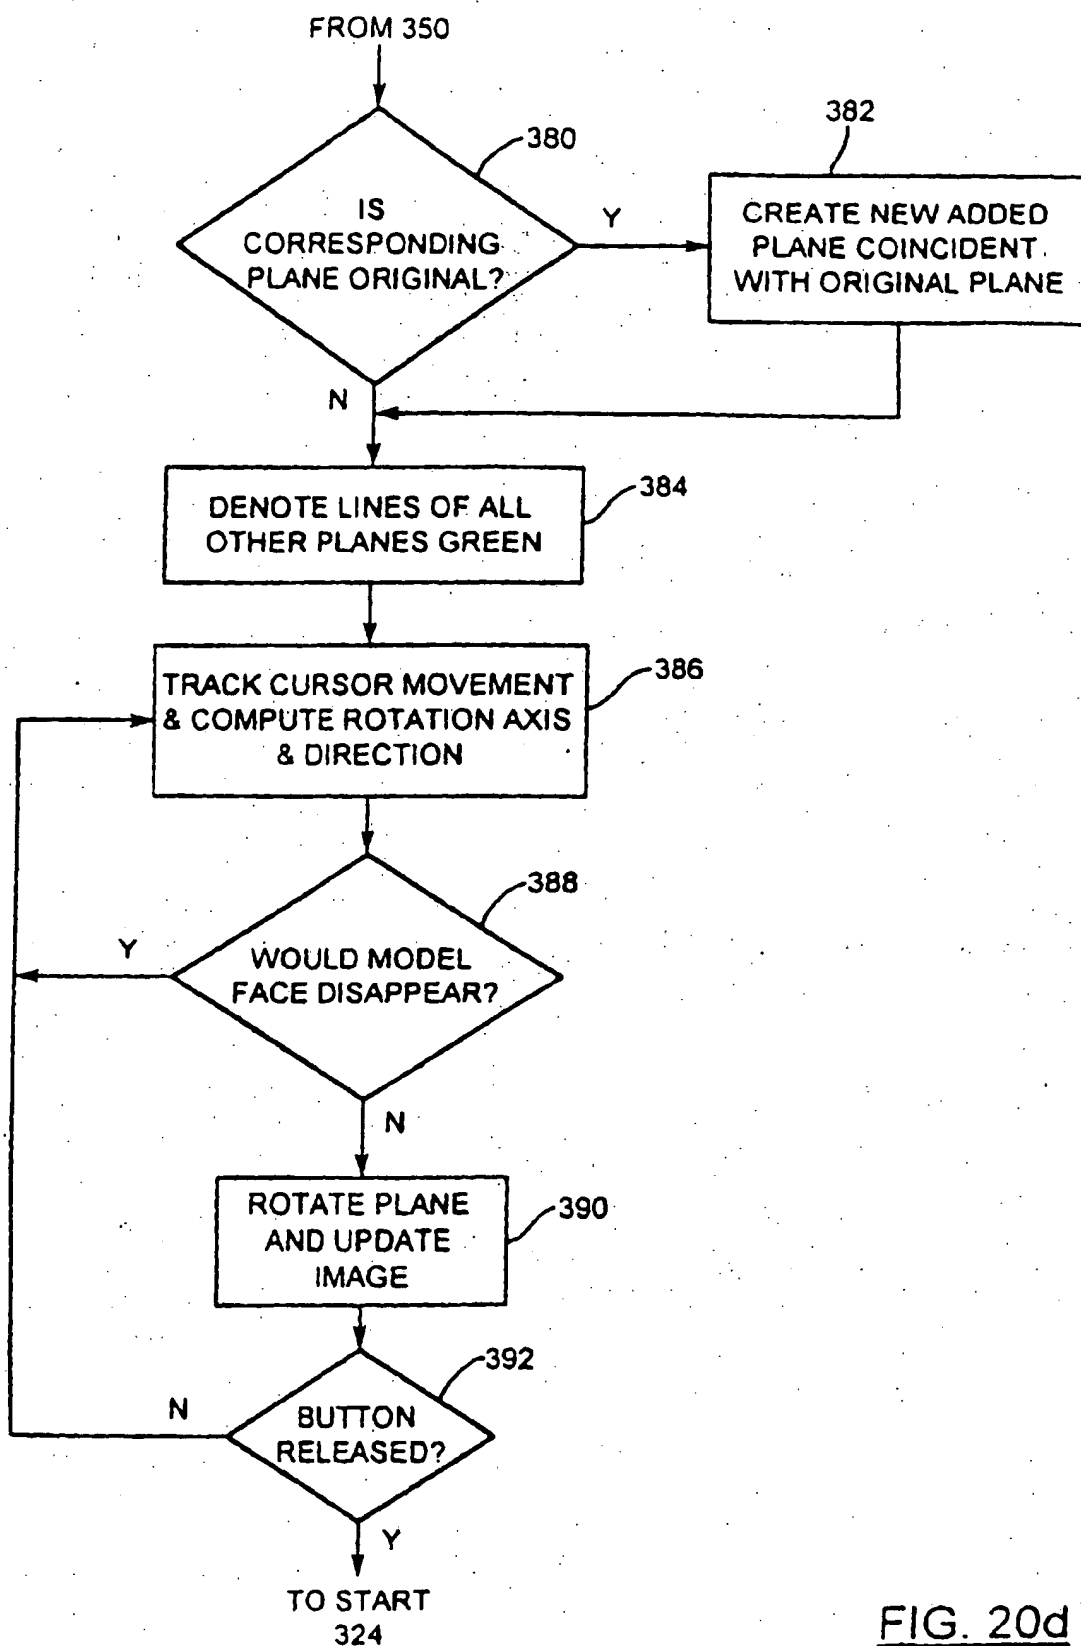 FROM 350
380
IS
CORRESPONDING
PLANE ORIGINAL?
Y
382
CREATE NEW ADDED
PLANE COINCIDENT
WITH ORIGINAL PLANE
N
DENOTE LINES OF ALL
OTHER PLANES GREEN
384
TRACK CURSOR MOVEMENT
& COMPUTE ROTATION AXIS
& DIRECTION
386
388
Y
WOULD MODEL
FACE DISAPPEAR?
N
ROTATE PLANE
AND UPDATE
IMAGE
390
392
N
BUTTON
RELEASED?
Y
TO START
324
FIG. 20d